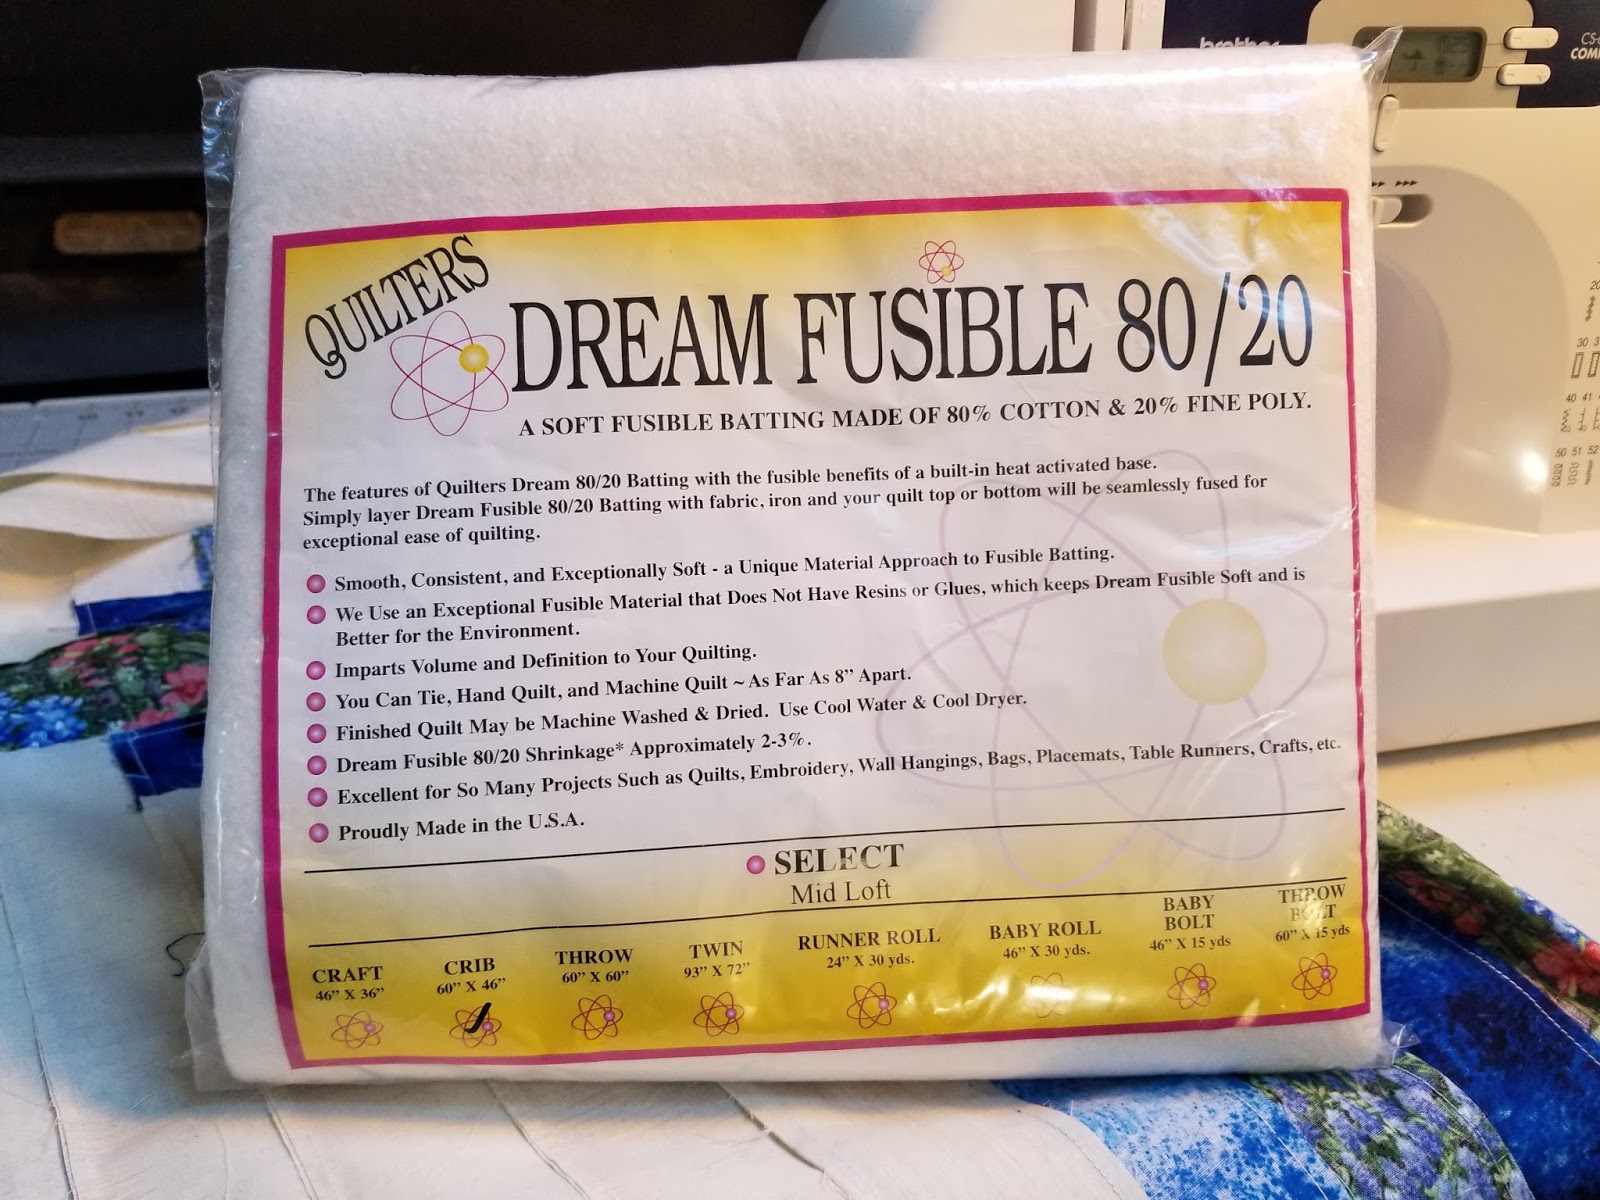 QUILTERS
DREAM FUSIBLE 80/20
A SOFT FUSIBLE BATTING MADE OF 80% COTTON & 20% FINE POLY.
The features of Quilters Dream 80/20 Batting with the fusible benefits of a built-in heat activated base.
Simply layer Dream Fusible 80/20 Batting with fabric, iron and your quilt top or bottom will be seamlessly fused for
exceptional ease of quilting.
Smooth, Consistent, and Exceptionally Soft - a Unique Material Approach to Fusible Batting.
We Use an Exceptional Fusible Material that Does Not Have Resins or Glues, which keeps Dream Fusible Soft and is
Better for the Environment.
Imparts Volume and Definition to Your Quilting.
You Can Tie, Hand Quilt, and Machine Quilt ~ As Far As 8” Apart.
Finished Quilt May be Machine Washed & Dried. Use Cool Water & Cool Dryer.
Dream Fusible 80/20 Shrinkage* Approximately 2-3%.
Excellent for So Many Projects Such as Quilts, Embroidery, Wall Hangings, Bags, Placemats, Table Runners, Crafts, etc.
Proudly Made in the U.S.A.
SELECT
Mid Loft
CRAFT
46” X 36”
CRIB
60” X 46”
THROW
60” X 60”
TWIN
93” X 72”
RUNNER ROLL
24” X 30 yds.
BABY ROLL
46” X 30 yds.
BABY
BOLT
46” X 15 yds
THROW
BOLT
60” X 15 yds
brother
30
40 41
50 51 52